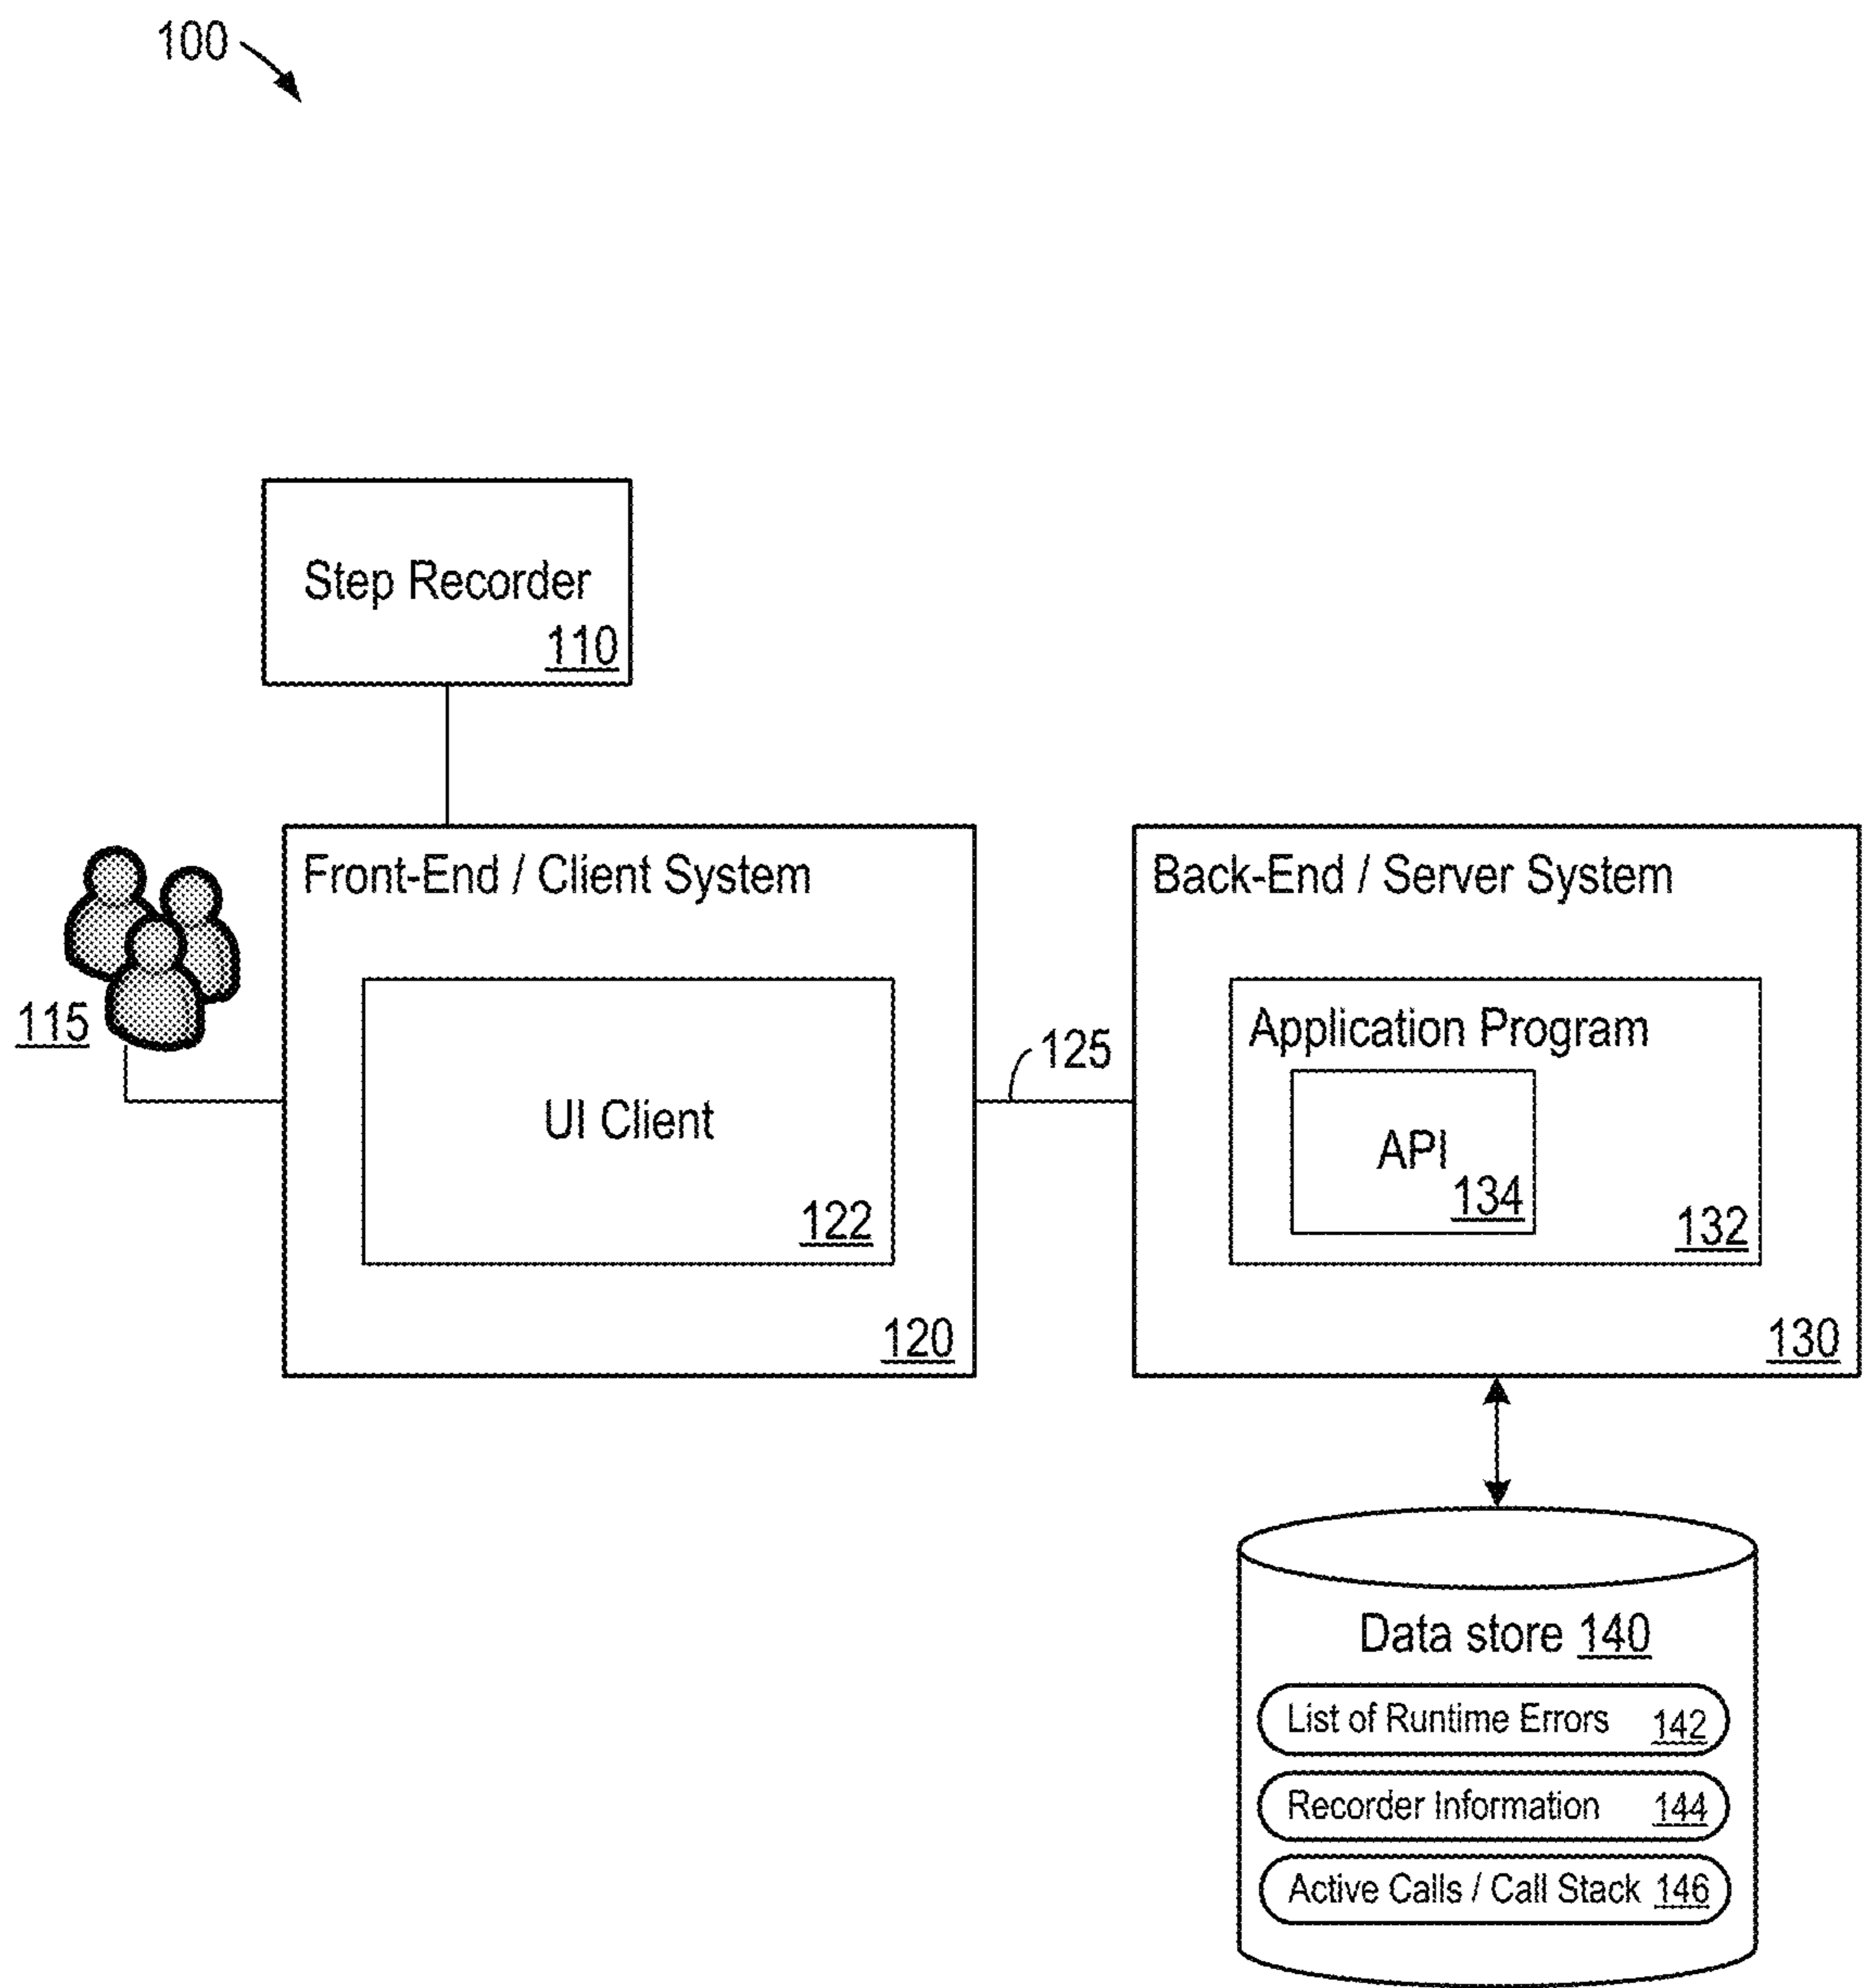 100
Step Recorder
110
Front-End / Client System
UI Client
122
120
115
125
Back-End / Server System
Application Program
API
134
132
130
Data store 140
List of Runtime Errors 142
Recorder Information 144
Active Calls / Call Stack 146